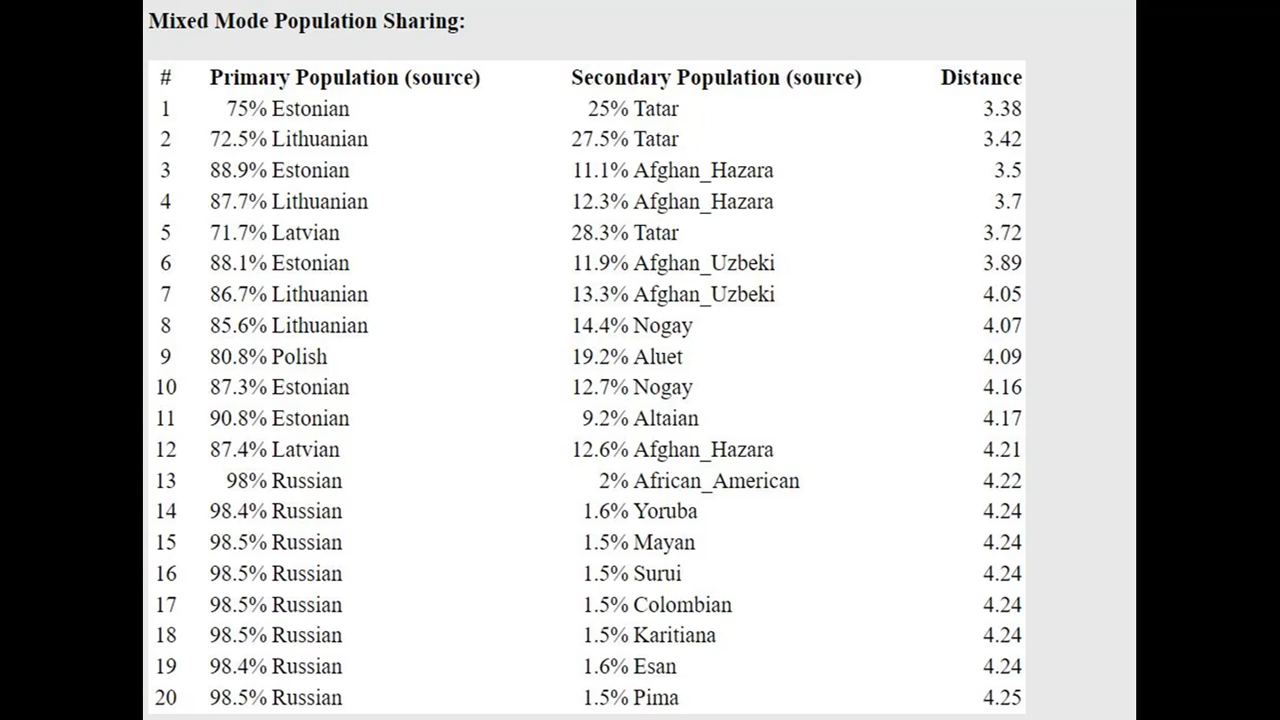 Mixed Mode Population Sharing:
# Primary Population (source) Secondary Population (source) Distance
1 75% Estonian 25% Tatar 3.38
2 72.5% Lithuanian 27.5% Tatar 3.42
3 88.9% Estonian 11.1% Afghan_Hazara 3.5
4 87.7% Lithuanian 12.3% Afghan_Hazara 3.7
5 71.7% Latvian 28.3% Tatar 3.72
6 88.1% Estonian 11.9% Afghan_Uzbeki 3.89
7 86.7% Lithuanian 13.3% Afghan_Uzbeki 4.05
8 85.6% Lithuanian 14.4% Nogay 4.07
9 80.8% Polish 19.2% Aluet 4.09
10 87.3% Estonian 12.7% Nogay 4.16
11 90.8% Estonian 9.2% Altaian 4.17
12 87.4% Latvian 12.6% Afghan_Hazara 4.21
13 98% Russian 2% African_American 4.22
14 98.4% Russian 1.6% Yoruba 4.24
15 98.5% Russian 1.5% Mayan 4.24
16 98.5% Russian 1.5% Surui 4.24
17 98.5% Russian 1.5% Colombian 4.24
18 98.5% Russian 1.5% Karitiana 4.24
19 98.4% Russian 1.6% Esan 4.24
20 98.5% Russian 1.5% Pima 4.25